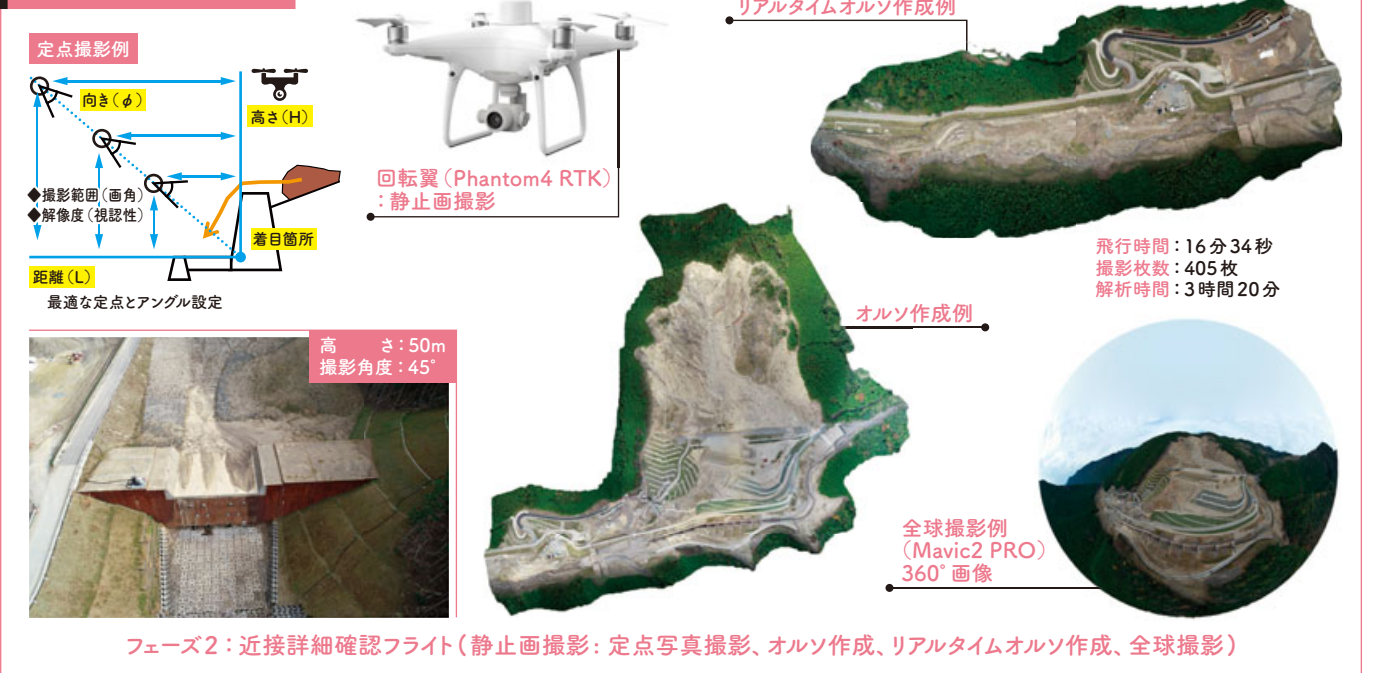 リアルタイムオルソ作成例
定点撮影例
向き(φ)
高さ(H)
◆撮影範囲(画角)
◆解像度(視認性)
着目箇所
距離(L)
最適な定点とアングル設定
回転翼(Phantom4 RTK)
:静止画撮影
飛行時間:16分34秒
撮影枚数:405枚
解析時間:3時間20分
オルソ作成例
高　さ:50m
撮影角度:45°
全球撮影例
(Mavic2 PRO)
360°画像
フェーズ2:近接詳細確認フライト(静止画撮影:定点写真撮影、オルソ作成、リアルタイムオルソ作成、全球撮影)